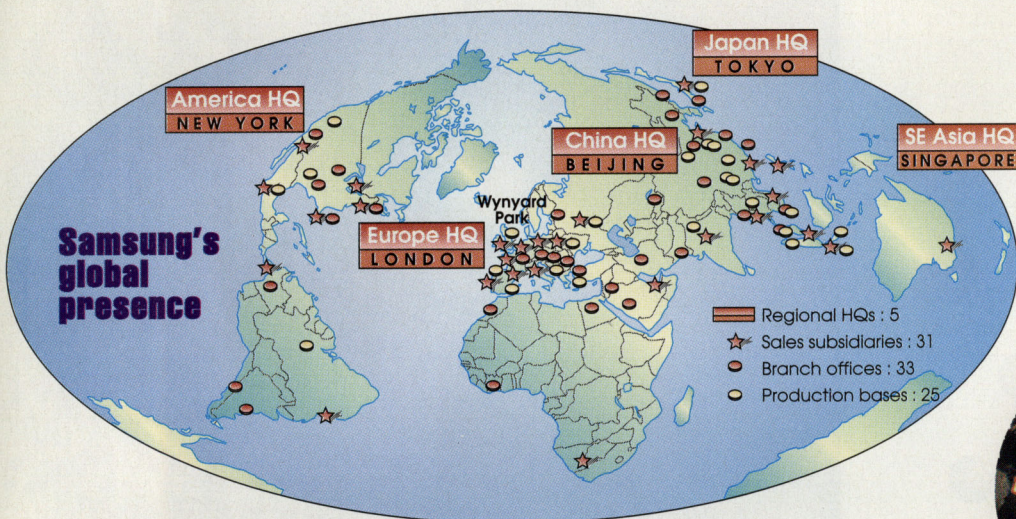 Japan HQ
TOKYO
America HQ
NEW YORK
China HQ
BEIJING
SE Asia HQ
SINGAPORE
Wynyard
Park
Europe HQ
LONDON
Samsung's
global
presence
Regional HQs : 5
Sales subsidiaries : 31
Branch offices : 33
Production bases : 25